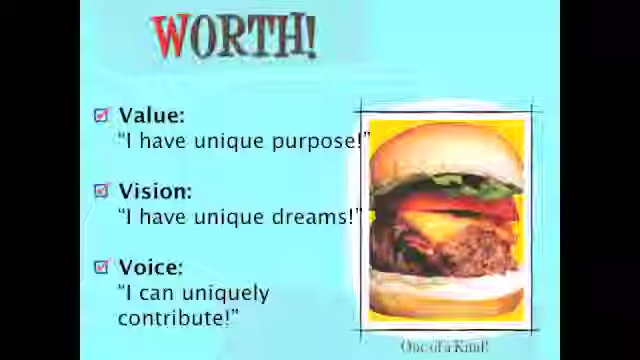 WORTH!
Value:
“I have unique purpose!”
Vision:
“I have unique dreams!”
Voice:
“I can uniquely
contribute!”
One of a Kind!